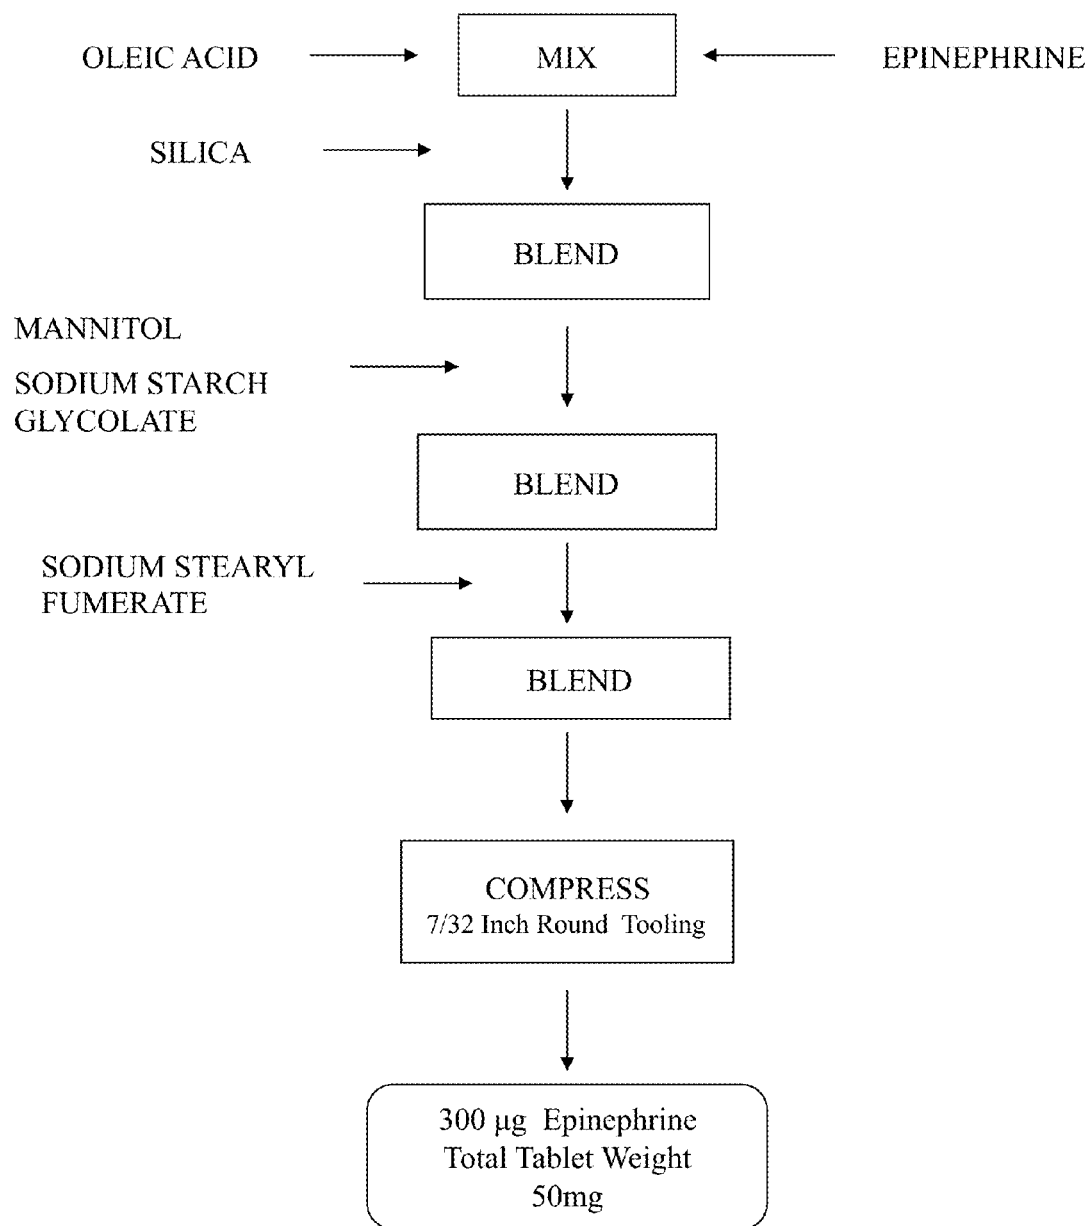 OLEIC ACID
MIX
EPINEPHRINE
SILICA
BLEND
MANNITOL
SODIUM STARCH
GLYCOLATE
BLEND
SODIUM STEARYL
FUMERATE
BLEND
COMPRESS
7/32 Inch Round Tooling
300 µg Epinephrine
Total Tablet Weight
50mg